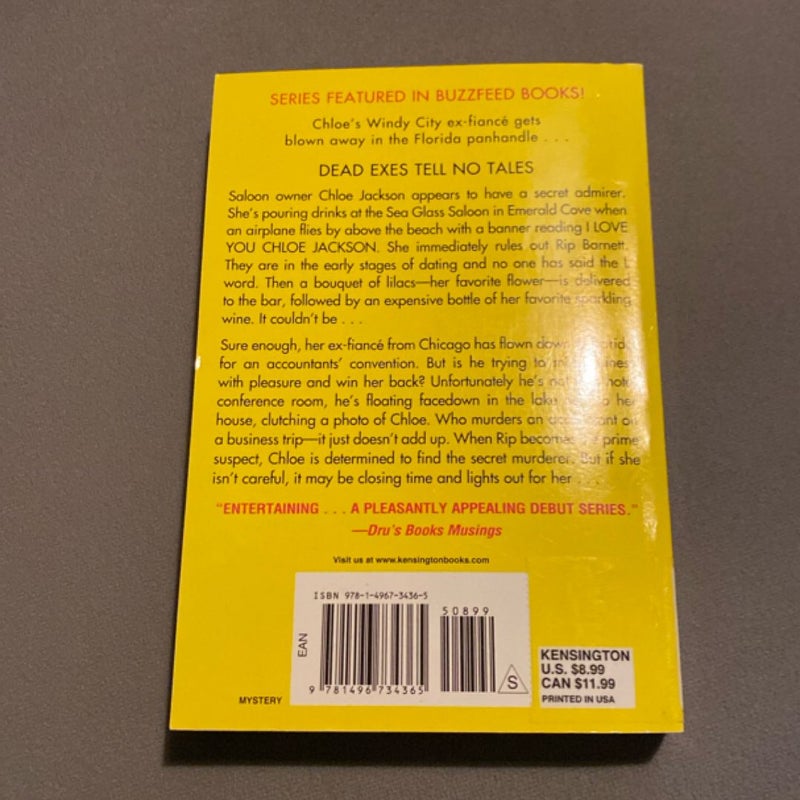 SERIES FEATURED IN BUZZFEED BOOKS!
Chloe's Windy City ex-fiancé gets
blown away in the Florida panhandle . . .
DEAD EXES TELL NO TALES
Saloon owner Chloe Jackson appears to have a secret admirer.
She's pouring drinks at the Sea Glass Saloon in Emerald Cove when
an airplane flies by above the beach with a banner reading I LOVE
YOU CHLOE JACKSON. She immediately rules out Rip Barnett.
They are in the early stages of dating and no one has said the L
word. Then a bouquet of lilacs—her favorite flower—is delivered
to the bar, followed by an expensive bottle of her favorite sparkling
wine. It couldn't be . . .
Sure enough, her ex-fiancé from Chicago has flown down
for an accountants' convention. But is he trying to
with pleasure and win her back? Unfortunately he's
conference room, he's floating facedown in the lake her
house, clutching a photo of Chloe. Who murders an on
a business trip—it just doesn't add up. When Rip becomes prime
suspect, Chloe is determined to find the secret murderer. But if she
isn't careful, it may be closing time and lights out for her . . .
"ENTERTAINING . . . A PLEASANTLY APPEALING DEBUT SERIES."
—Dru's Books Musings
Visit us at www.kensingtonbooks.com
ISBN 978-1-4967-3436-5
50899
EAN
S
9 781496 734365
MYSTERY
KENSINGTON
U.S. $8.99
CAN $11.99
PRINTED IN USA